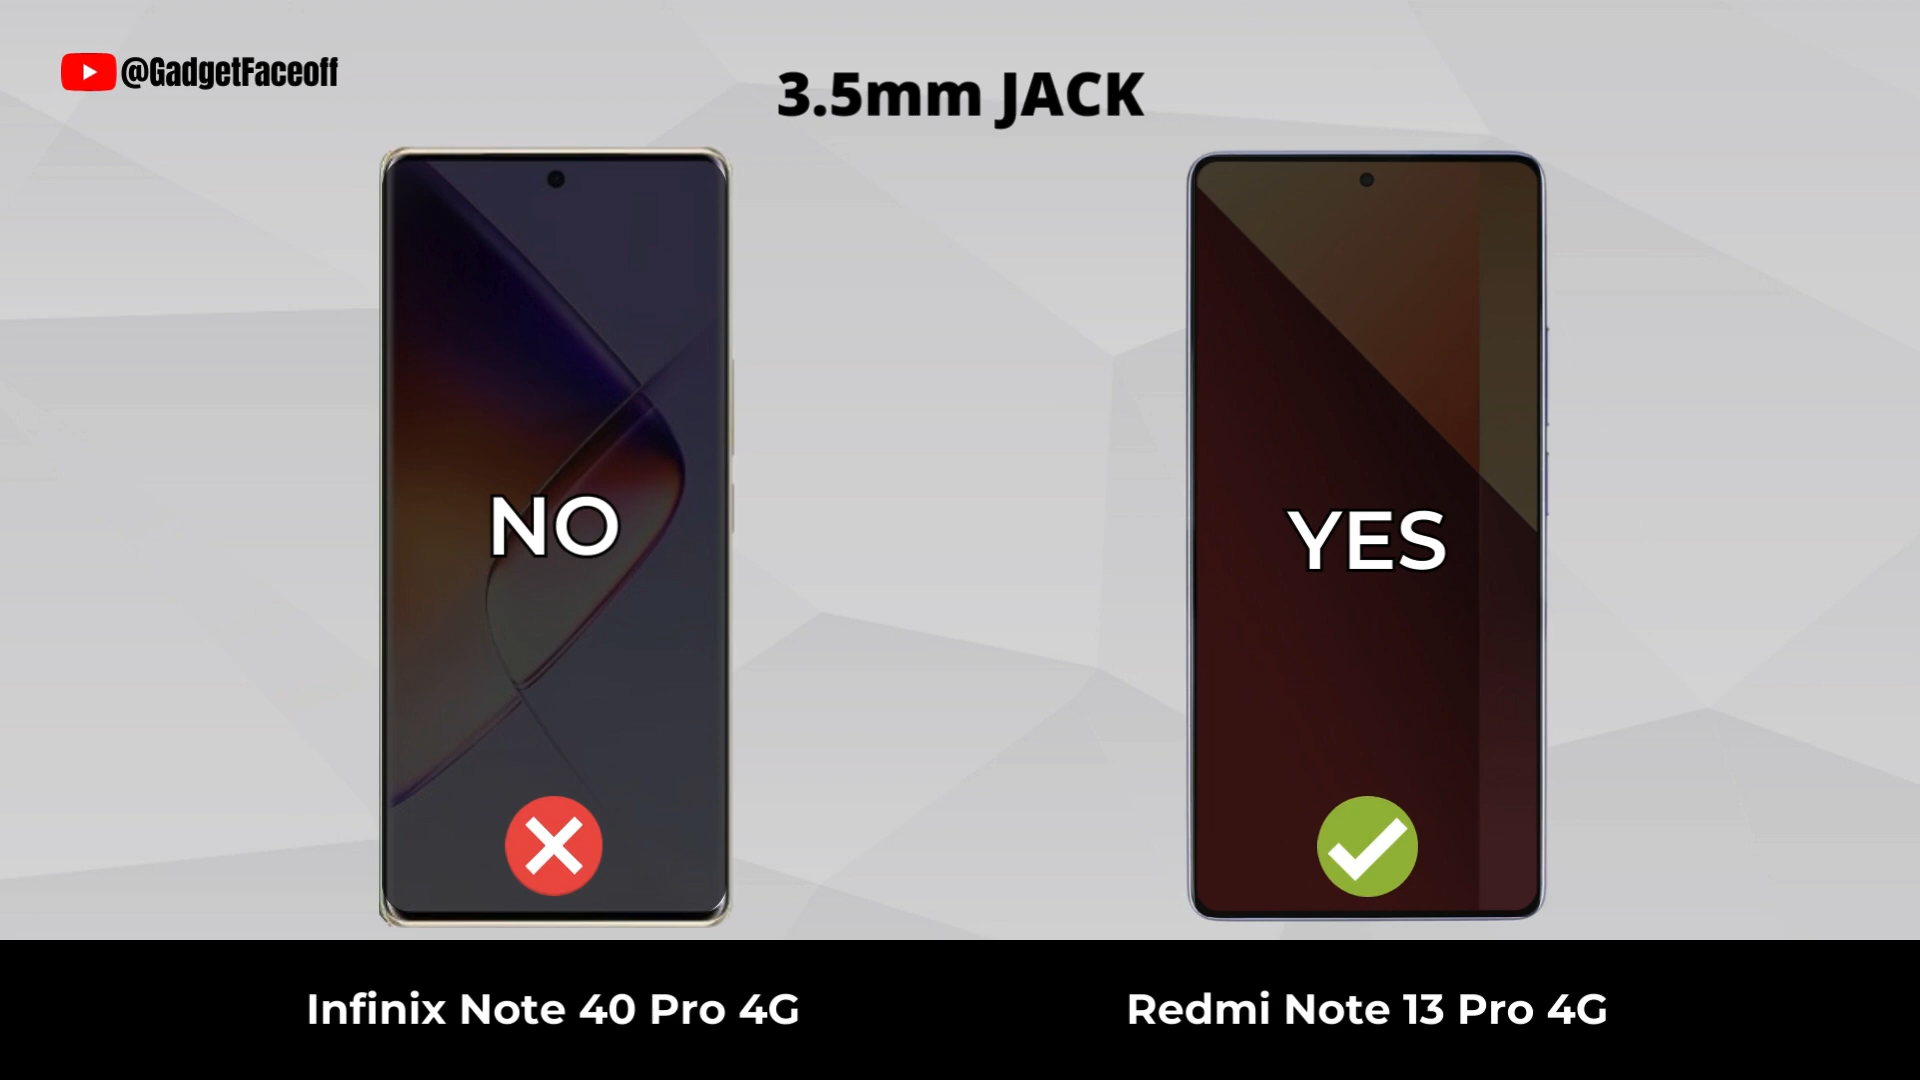 @GadgetFaceoff
3.5mm JACK
NO
YES
Infinix Note 40 Pro 4G
Redmi Note 13 Pro 4G